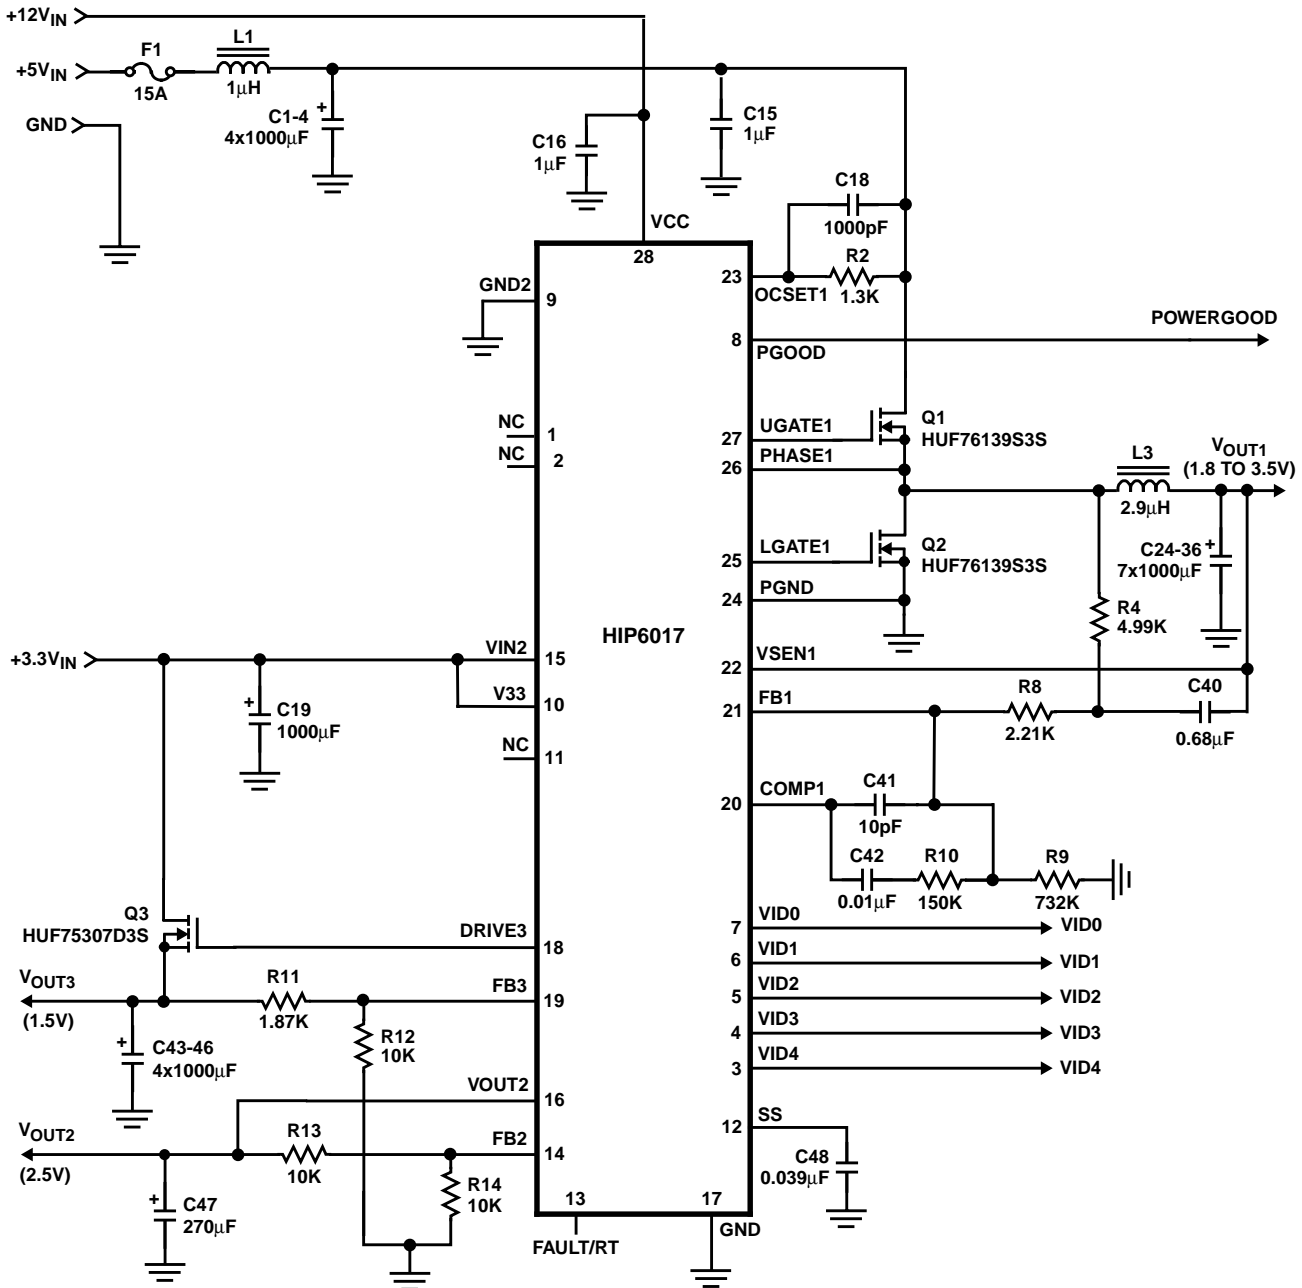 +12VIN
+5VIN
F1
15A
L1
1µH
GND
C1-4
4x1000µF
+
C16
1µF
C15
1µF
VCC
28
C18
1000pF
R2
1.3K
23
OCSET1
GND2
9
POWERGOOD
8
PGOOD
NC
1
NC
2
27
UGATE1
Q1
HUF76139S3S
26
PHASE1
L3
2.9µH
VOUT1
(1.8 TO 3.5V)
25
LGATE1
Q2
HUF76139S3S
C24-36
7x1000µF
+
24
PGND
R4
4.99K
HIP6017
+3.3VIN
VIN2
15
22
VSEN1
V33
10
21
FB1
R8
2.21K
C40
0.68µF
+
C19
1000µF
NC
11
20
COMP1
C41
10pF
C42
0.01µF
R10
150K
R9
732K
Q3
HUF75307D3S
DRIVE3
18
7
VID0
VID0
6
VID1
VID1
5
VID2
VID2
4
VID3
VID3
3
VID4
VID4
VOUT3
(1.5V)
R11
1.87K
FB3
19
+
C43-46
4x1000µF
R12
10K
VOUT2
16
12
SS
C48
0.039µF
VOUT2
(2.5V)
R13
10K
FB2
14
+
C47
270µF
R14
10K
13
FAULT/RT
17
GND